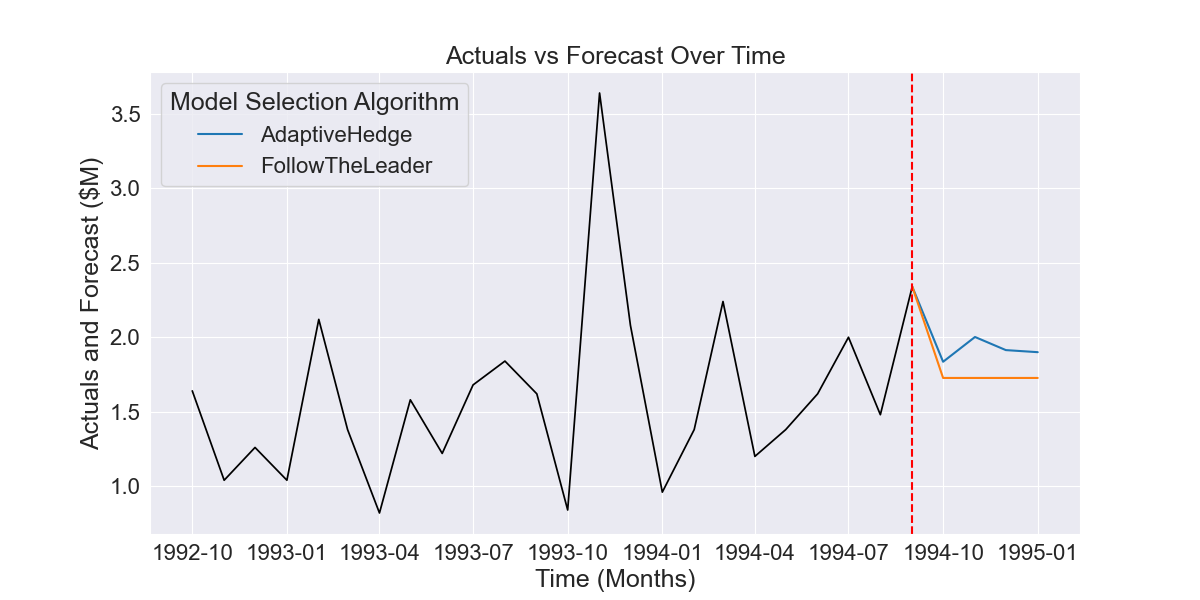 Actuals vs Forecast Over Time
Model Selection Algorithm
AdaptiveHedge
FollowTheLeader
Actuals and Forecast ($M)
3.5
3.0
2.5
2.0
1.5
1.0
1992-10 1993-01 1993-04 1993-07 1993-10 1994-01 1994-04 1994-07 1994-10 1995-01
Time (Months)